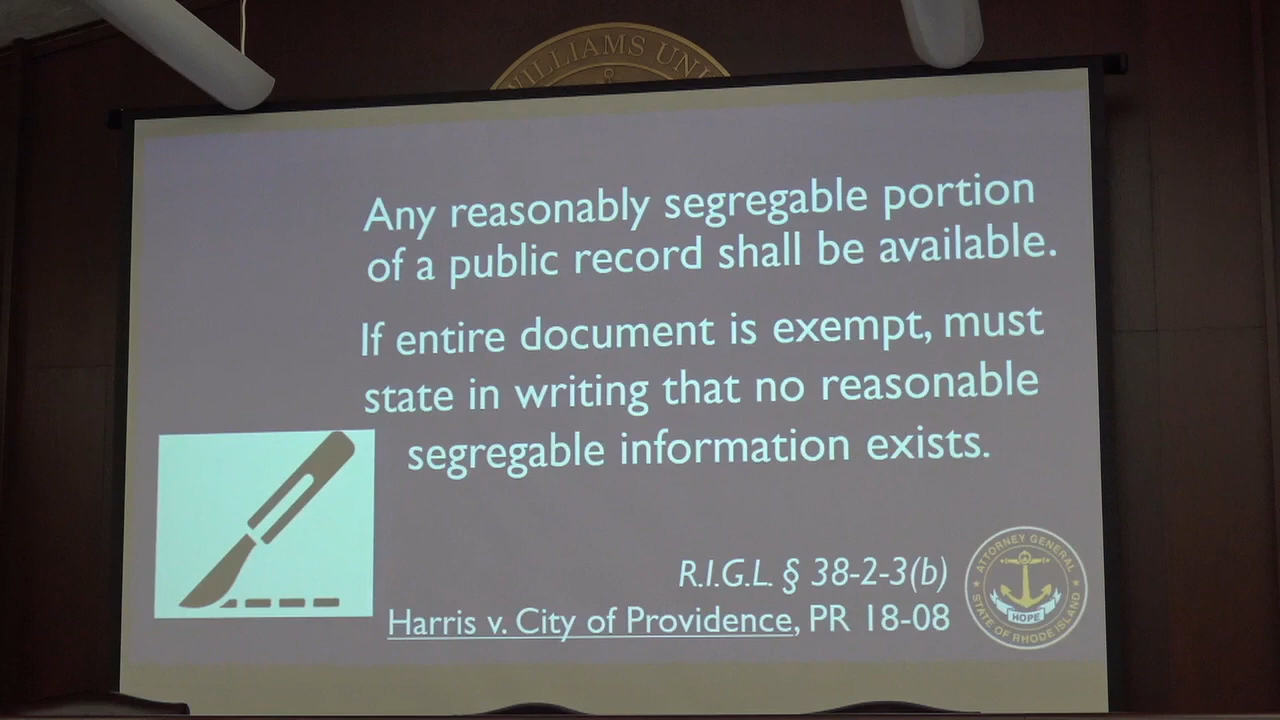 WILLIAMS UNI
Any reasonably segregable portion
of a public record shall be available.
If entire document is exempt, must
state in writing that no reasonable
segregable information exists.
R.I.G.L. § 38-2-3(b)
Harris v. City of Providence, PR 18-08
ATTORNEY GENERAL
HOPE
STATE OF RHODE ISLAND